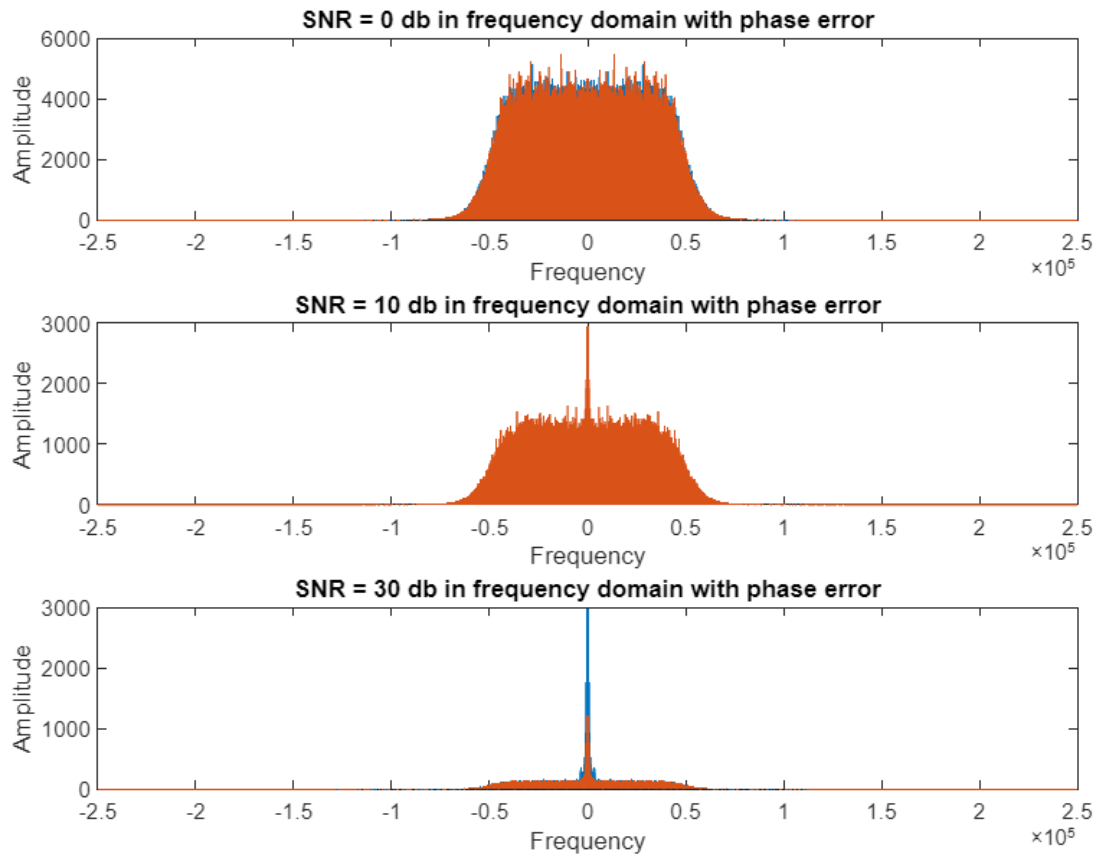 SNR = 0 db in frequency domain with phase error
6000
4000
2000
0
Amplitude
-2.5 -2 -1.5 -1 -0.5 0 0.5 1 1.5 2 2.5
Frequency
×10⁵
SNR = 10 db in frequency domain with phase error
3000
2000
1000
0
Amplitude
-2.5 -2 -1.5 -1 -0.5 0 0.5 1 1.5 2 2.5
Frequency
×10⁵
SNR = 30 db in frequency domain with phase error
3000
2000
1000
0
Amplitude
-2.5 -2 -1.5 -1 -0.5 0 0.5 1 1.5 2 2.5
Frequency
×10⁵